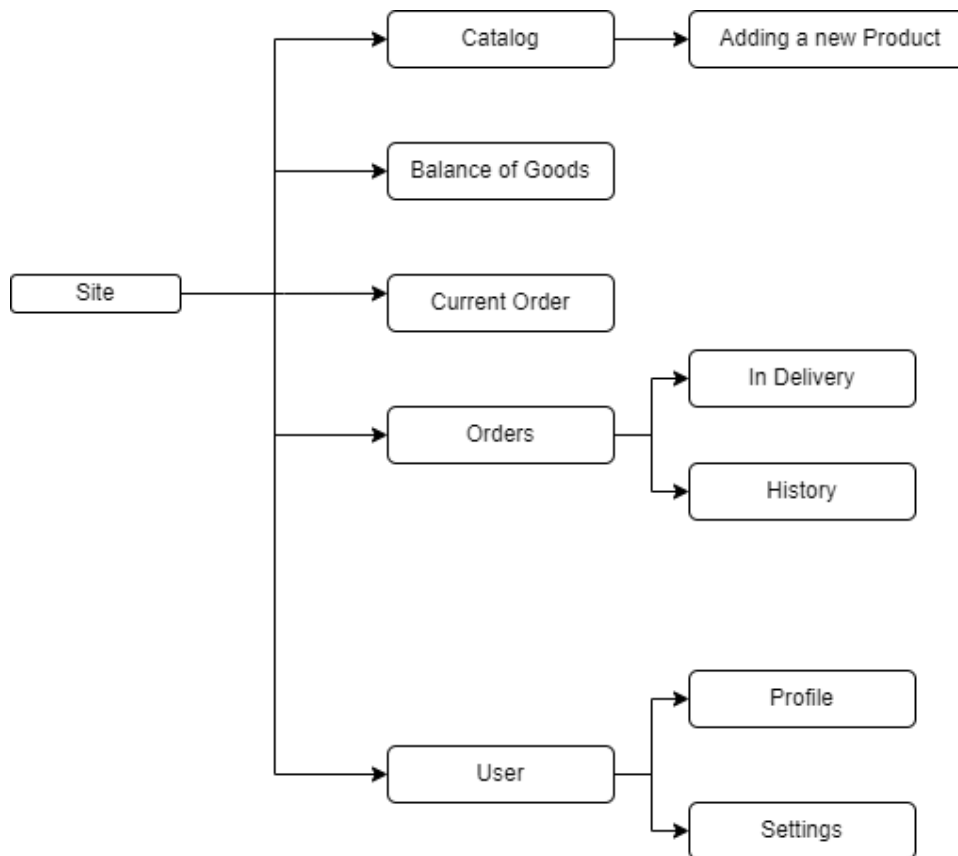 Catalog
Adding a new Product
Balance of Goods
Site
Current Order
In Delivery
Orders
History
Profile
User
Settings